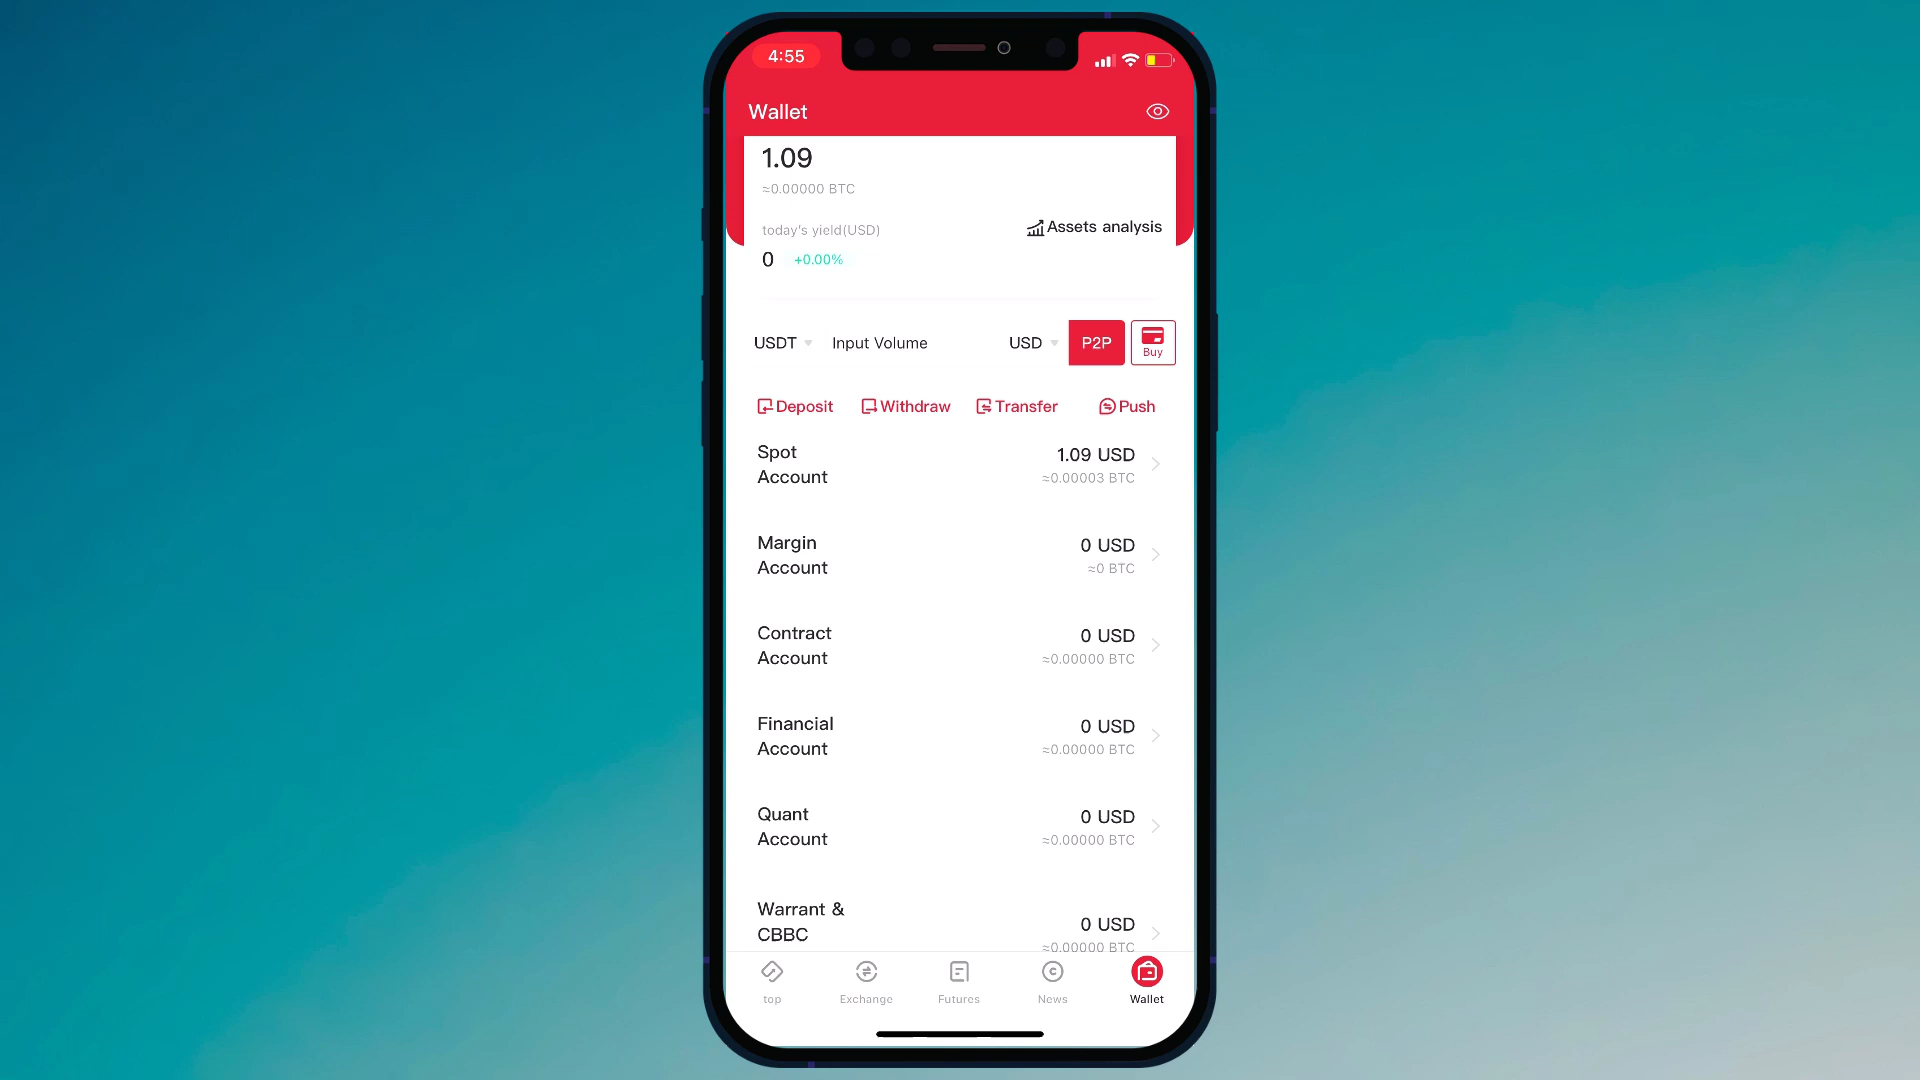 4:55
Wallet
1.09
≈0.00000 BTC
today's yield(USD)
Assets analysis
0 +0.00%
USDT Input Volume USD P2P Buy
Deposit Withdraw Transfer Push
Spot
Account
1.09 USD
≈0.00003 BTC
Margin
Account
0 USD
≈0 BTC
Contract
Account
0 USD
≈0.00000 BTC
Financial
Account
0 USD
≈0.00000 BTC
Quant
Account
0 USD
≈0.00000 BTC
Warrant &
CBBC
0 USD
≈0.00000 BTC
top Exchange Futures News Wallet